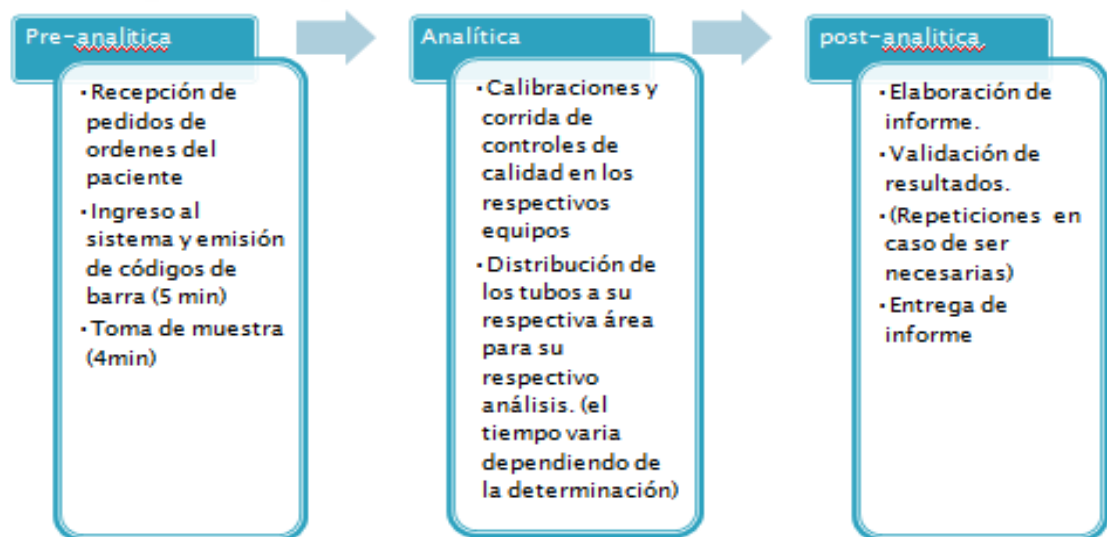 Pre-analitica
• Recepción de
pedidos de
ordenes del
paciente
• Ingreso al
sistema y emisión
de códigos de
barra (5 min)
• Toma de muestra
(4min)
Analítica
• Calibraciones y
corrida de
controles de
calidad en los
respectivos
equipos
• Distribución de
los tubos a su
respectiva área
para su
respectivo
análisis. (el
tiempo varia
dependiendo de
la determinación)
post-analitica
• Elaboración de
informe.
• Validación de
resultados.
• (Repeticiones en
caso de ser
necesarias)
• Entrega de
informe